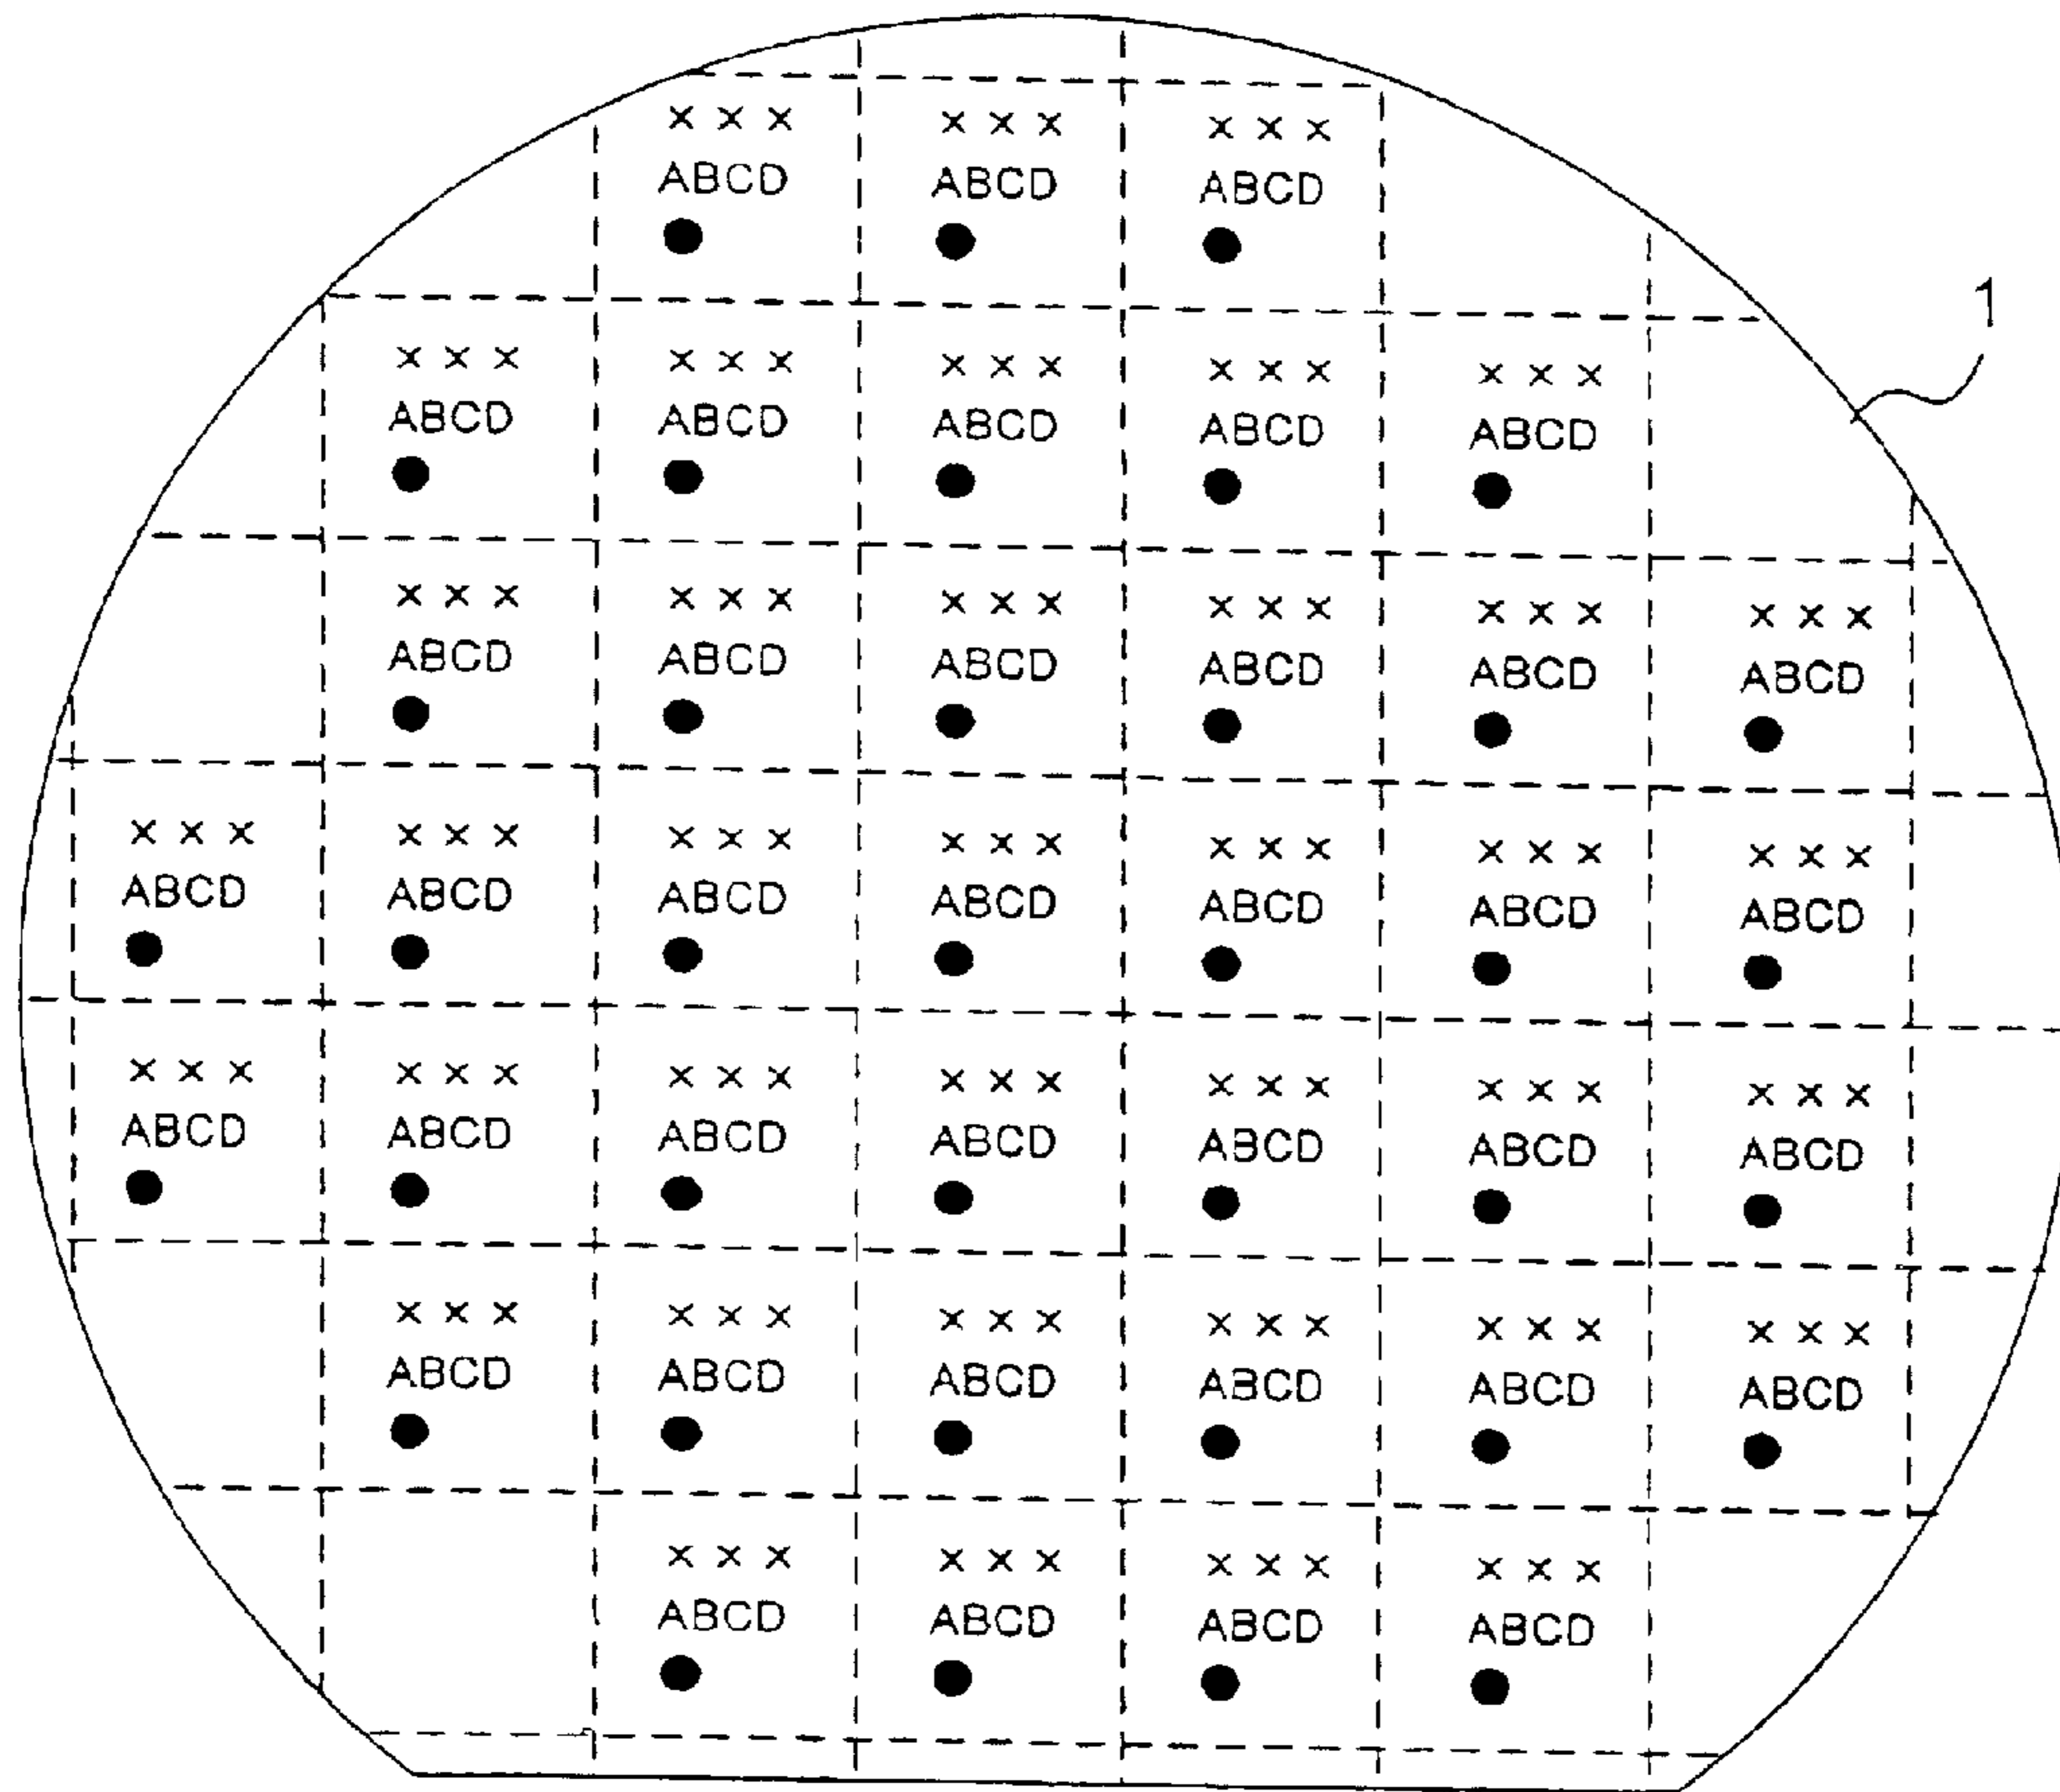 × × × × × × × × ×
ABCD ABCD ABCD
1
× × × × × × × × × × × × × × ×
ABCD ABCD ABCD ABCD ABCD
× × × × × × × × × × × × × × × × × ×
ABCD ABCD ABCD ABCD ABCD ABCD
× × × × × × × × × × × × × × × × × × × × ×
ABCD ABCD ABCD ABCD ABCD ABCD ABCD
× × × × × × × × × × × × × × × × × × × × ×
ABCD ABCD ABCD ABCD ABCD ABCD ABCD
× × × × × × × × × × × × × × × × × ×
ABCD ABCD ABCD ABCD ABCD ABCD
× × × × × × × × × × × ×
ABCD ABCD ABCD ABCD